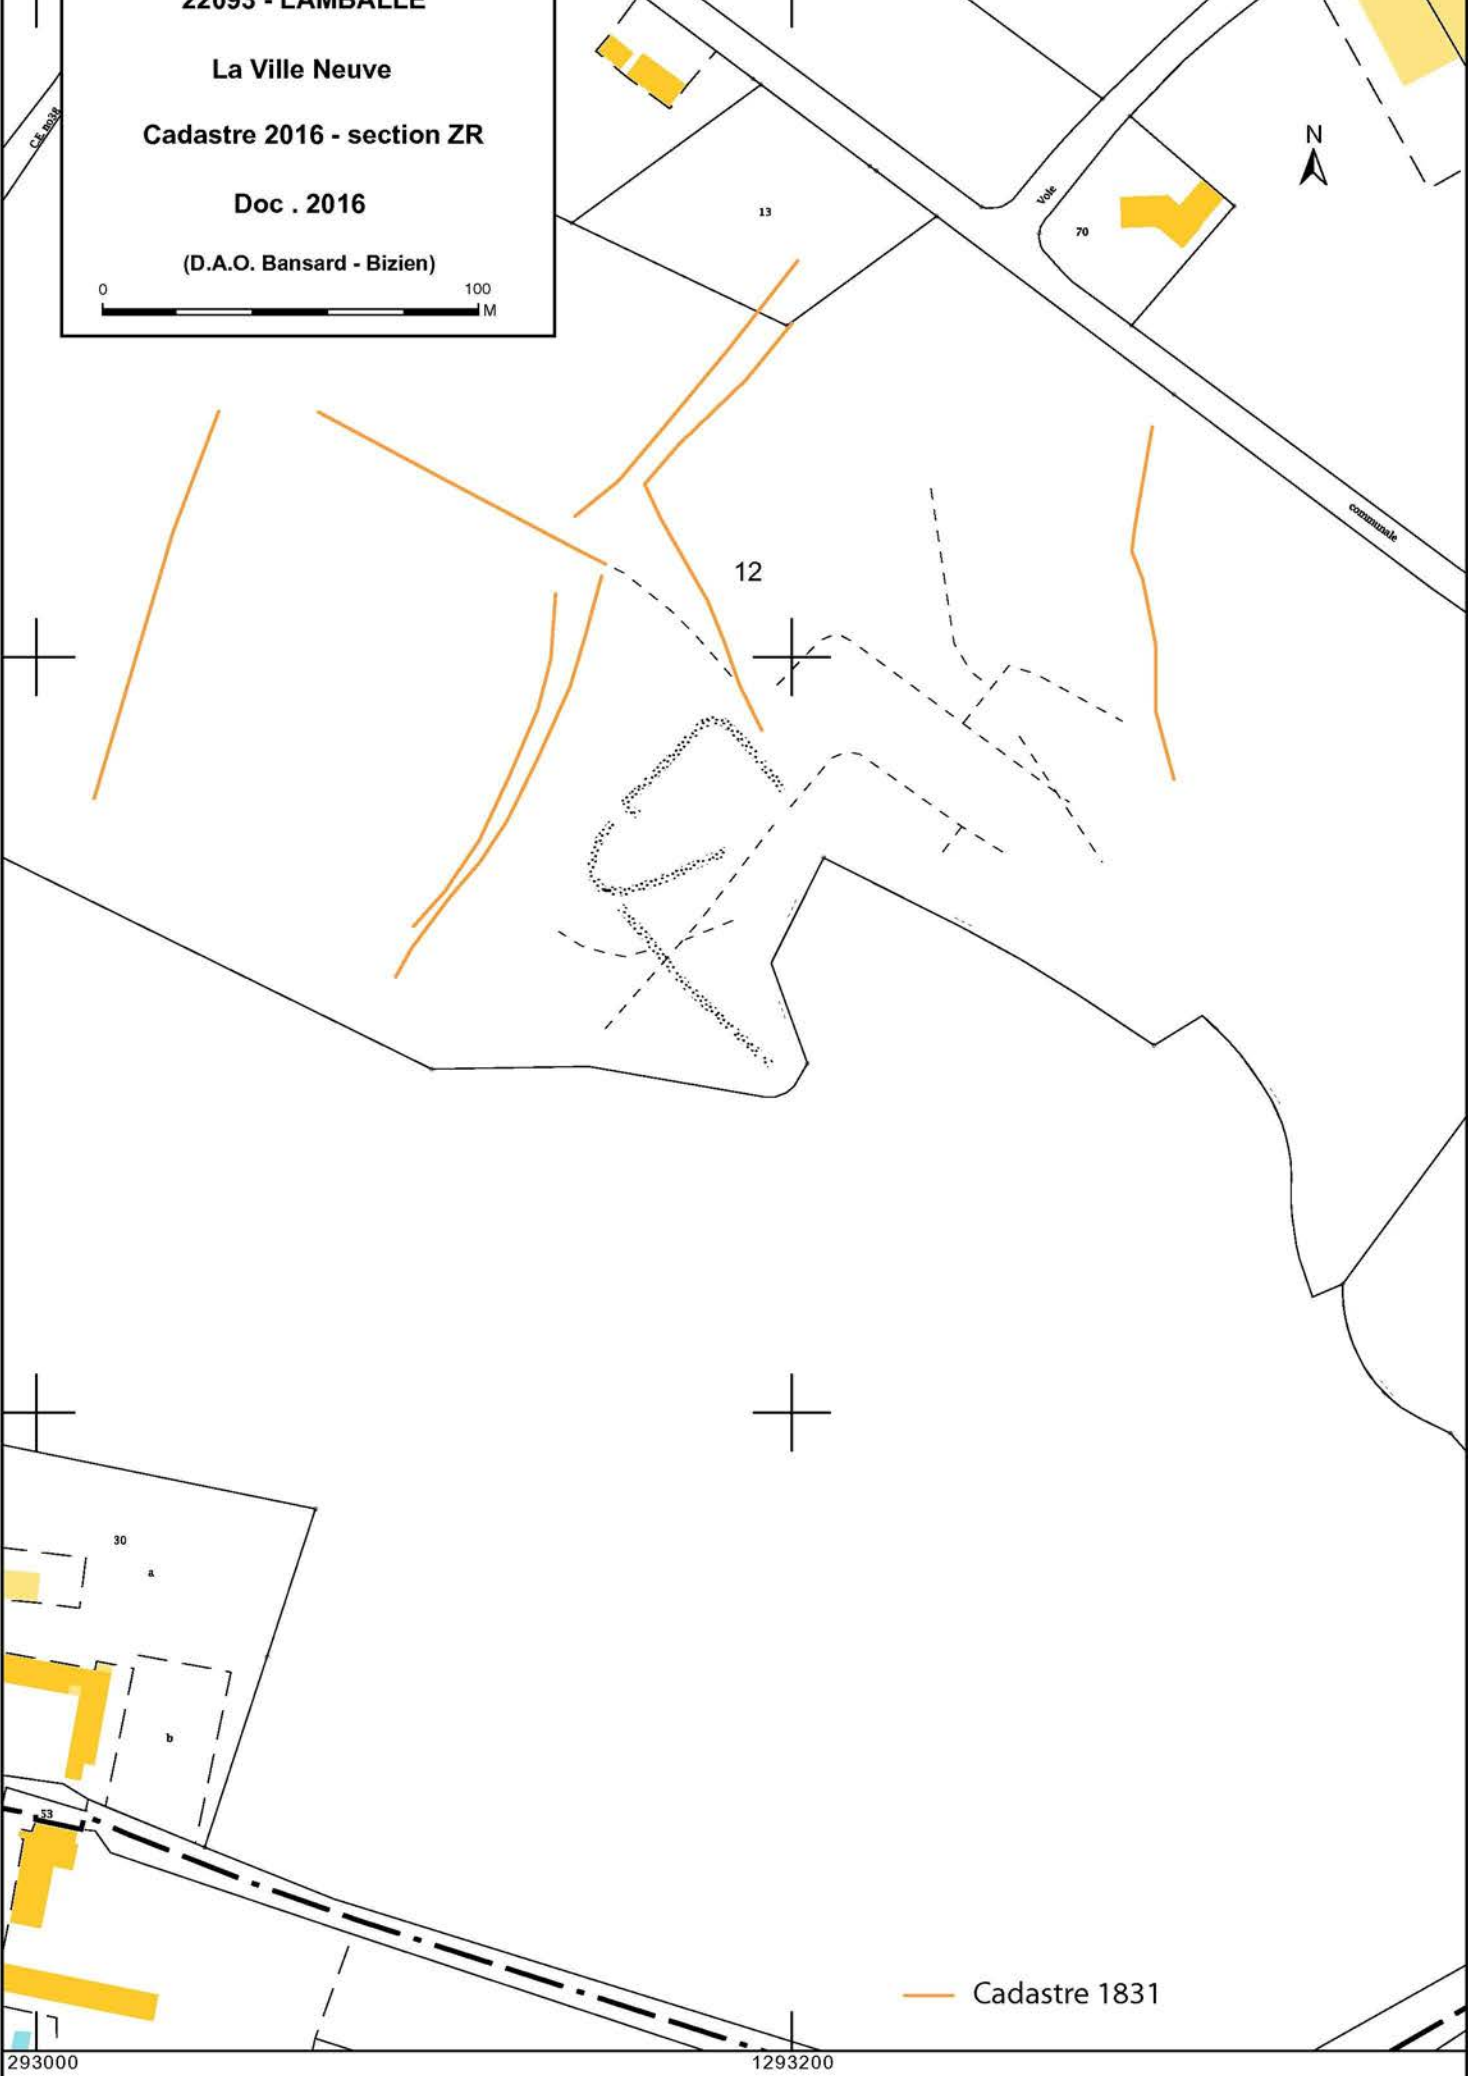 22093 - LAMBALLE
La Ville Neuve
Cadastre 2016 - section ZR
Doc . 2016
(D.A.O. Bansard - Bizien)
0 100
M
C.E. no38
N
13
Voie
70
communale
12
30
a
b
53
Cadastre 1831
293000
1293200